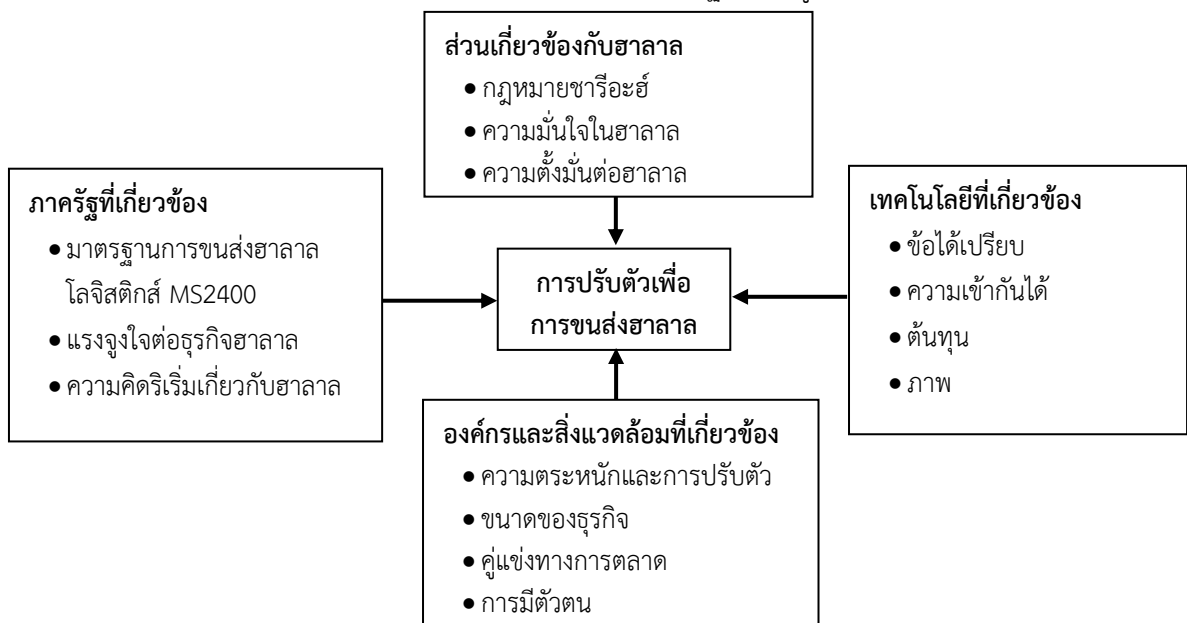 ส่วนเกี่ยวข้องกับฮาลาล
• กฎหมายชารีอะฮ์
• ความมั่นใจในฮาลาล
• ความตั้งมั่นต่อฮาลาล
ภาครัฐที่เกี่ยวข้อง
• มาตรฐานการขนส่งฮาลาล
โลจิสติกส์ MS2400
• แรงจูงใจต่อธุรกิจฮาลาล
• ความคิดริเริ่มเกี่ยวกับฮาลาล
การปรับตัวเพื่อ
การขนส่งฮาลาล
เทคโนโลยีที่เกี่ยวข้อง
• ข้อได้เปรียบ
• ความเข้ากันได้
• ต้นทุน
• ภาพ
องค์กรและสิ่งแวดล้อมที่เกี่ยวข้อง
• ความตระหนักและการปรับตัว
• ขนาดของธุรกิจ
• คู่แข่งทางการตลาด
• การมีตัวตน